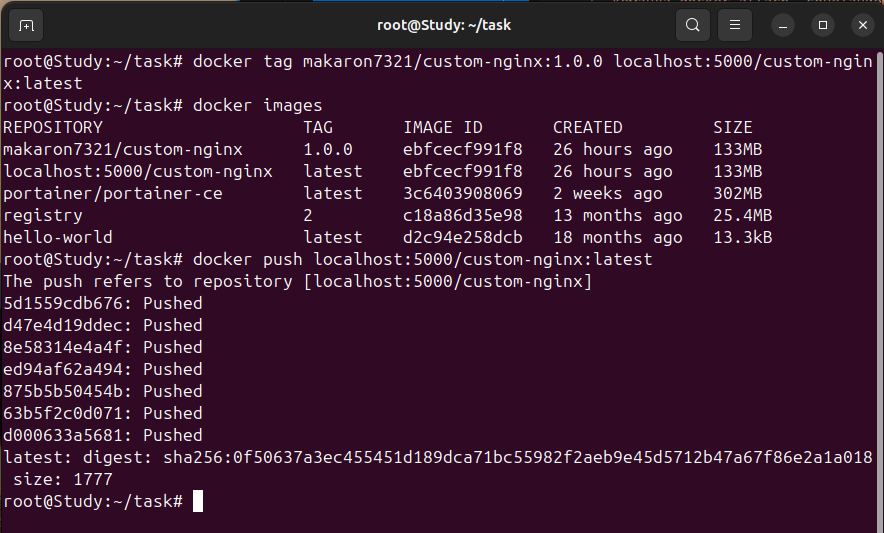 root@Study: ~/task
root@Study:~/task# docker tag makaron7321/custom-nginx:1.0.0 localhost:5000/custom-ngin
x:latest
root@Study:~/task# docker images
REPOSITORY                    TAG       IMAGE ID       CREATED         SIZE
makaron7321/custom-nginx      1.0.0     ebfcecf991f8   26 hours ago    133MB
localhost:5000/custom-nginx   latest    ebfcecf991f8   26 hours ago    133MB
portainer/portainer-ce        latest    3c6403908069   2 weeks ago     302MB
registry                      2         c18a86d35e98   13 months ago   25.4MB
hello-world                   latest    d2c94e258dcb   18 months ago   13.3kB
root@Study:~/task# docker push localhost:5000/custom-nginx:latest
The push refers to repository [localhost:5000/custom-nginx]
5d1559cdb676: Pushed
d47e4d19ddec: Pushed
8e58314e4a4f: Pushed
ed94af62a494: Pushed
875b5b50454b: Pushed
63b5f2c0d071: Pushed
d000633a5681: Pushed
latest: digest: sha256:0f50637a3ec455451d189dca71bc55982f2aeb9e45d5712b47a67f86e2a1a018
 size: 1777
root@Study:~/task#